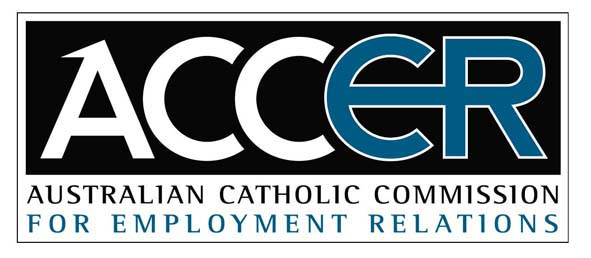 ACCER
AUSTRALIAN CATHOLIC COMMISSION
FOR EMPLOYMENT RELATIONS